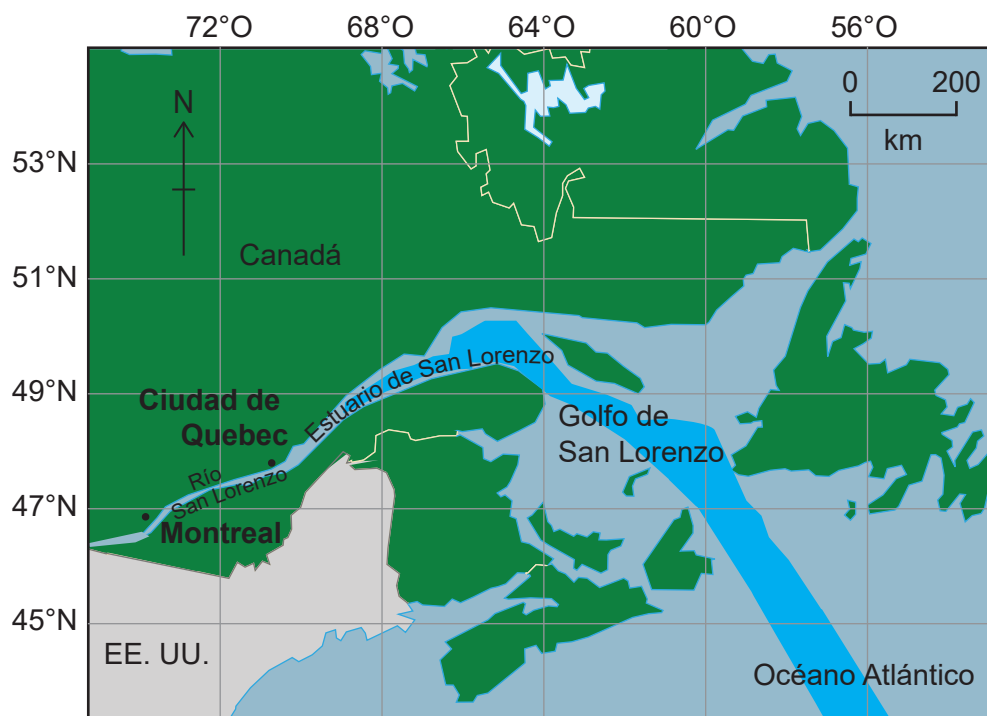 72°O 68°O 64°O 60°O 56°O
N
0 200
km
53°N
Canadá
51°N
49°N
Estuario de San Lorenzo
Ciudad de
Quebec
Golfo de
San Lorenzo
Río
San Lorenzo
47°N
Montreal
45°N
EE. UU.
Océano Atlántico